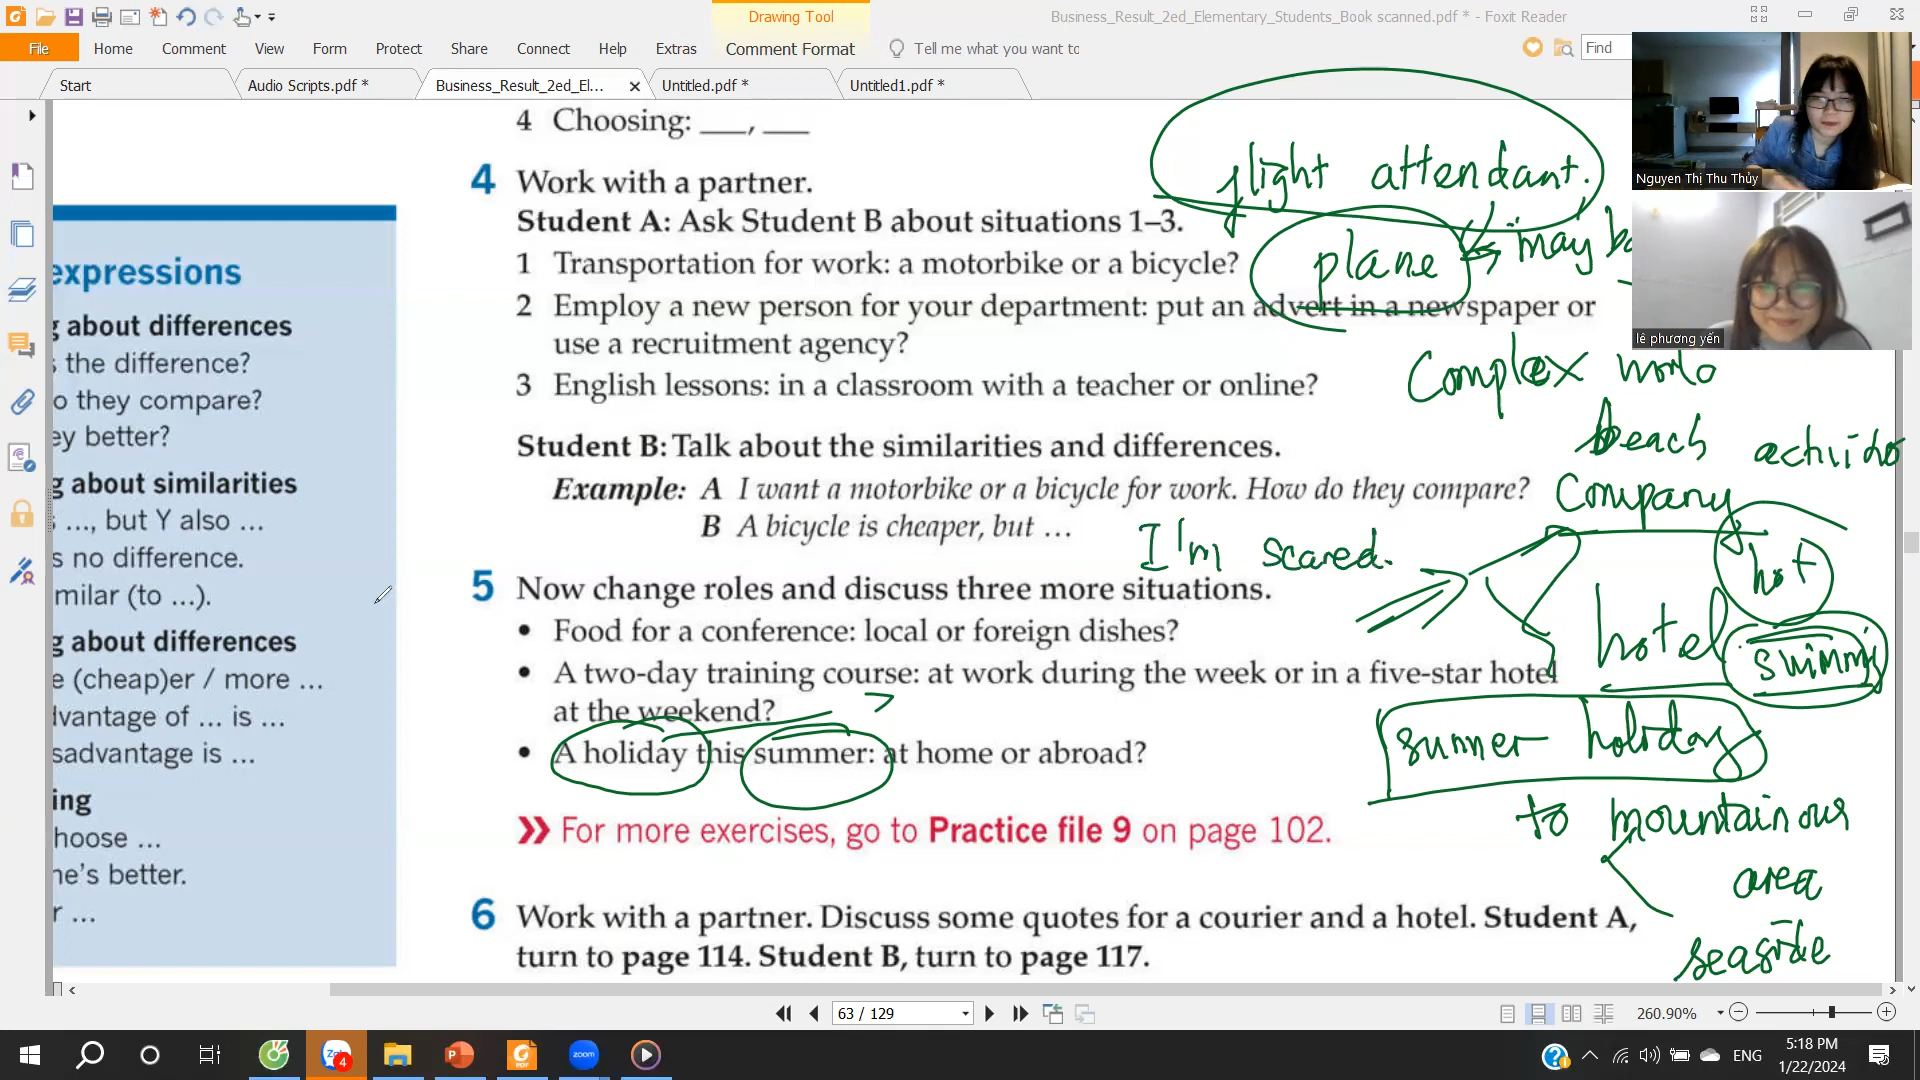 Drawing Tool
Business_Result_2ed_Elementary_Students_Book scanned.pdf * - Foxit Reader
File Home Comment View Form Protect Share Connect Help Extras Comment Format Tell me what you want to Find
Start Audio Scripts.pdf * Business_Result_2ed_El... Untitled.pdf * Untitled1.pdf *
Nguyen Thị Thu Thủy
lê phương yến
4 Choosing: ___, ___
4 Work with a partner.
Student A: Ask Student B about situations 1–3.
1 Transportation for work: a motorbike or a bicycle?
2 Employ a new person for your department: put an advert in a newspaper or
use a recruitment agency?
3 English lessons: in a classroom with a teacher or online?
Student B: Talk about the similarities and differences.
Example: A I want a motorbike or a bicycle for work. How do they compare?
B A bicycle is cheaper, but …
5 Now change roles and discuss three more situations.
• Food for a conference: local or foreign dishes?
• A two-day training course: at work during the week or in a five-star hotel
at the weekend?
• A holiday this summer: at home or abroad?
For more exercises, go to Practice file 9 on page 102.
6 Work with a partner. Discuss some quotes for a courier and a hotel. Student A,
turn to page 114. Student B, turn to page 117.
expressions
g about differences
the difference?
o they compare?
ey better?
g about similarities
…, but Y also …
s no difference.
milar (to …).
g about differences
e (cheap)er / more …
dvantage of … is …
sadvantage is …
ing
hoose …
ne's better.
r …
flight attendant.
plane
may
Complex
beach
Company
I'm scared.
hot
hotel
summer holiday
to mountainous
area
seaside
63 / 129
260.90%
4
zoom
ENG
5:18 PM
1/22/2024